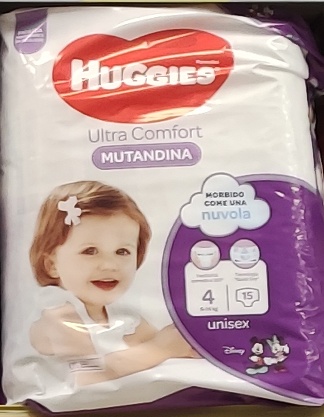 HUGGIES
Ultra Comfort
MUTANDINA
MORBIDO
COME UNA
nuvola
4
15
unisex
Disney